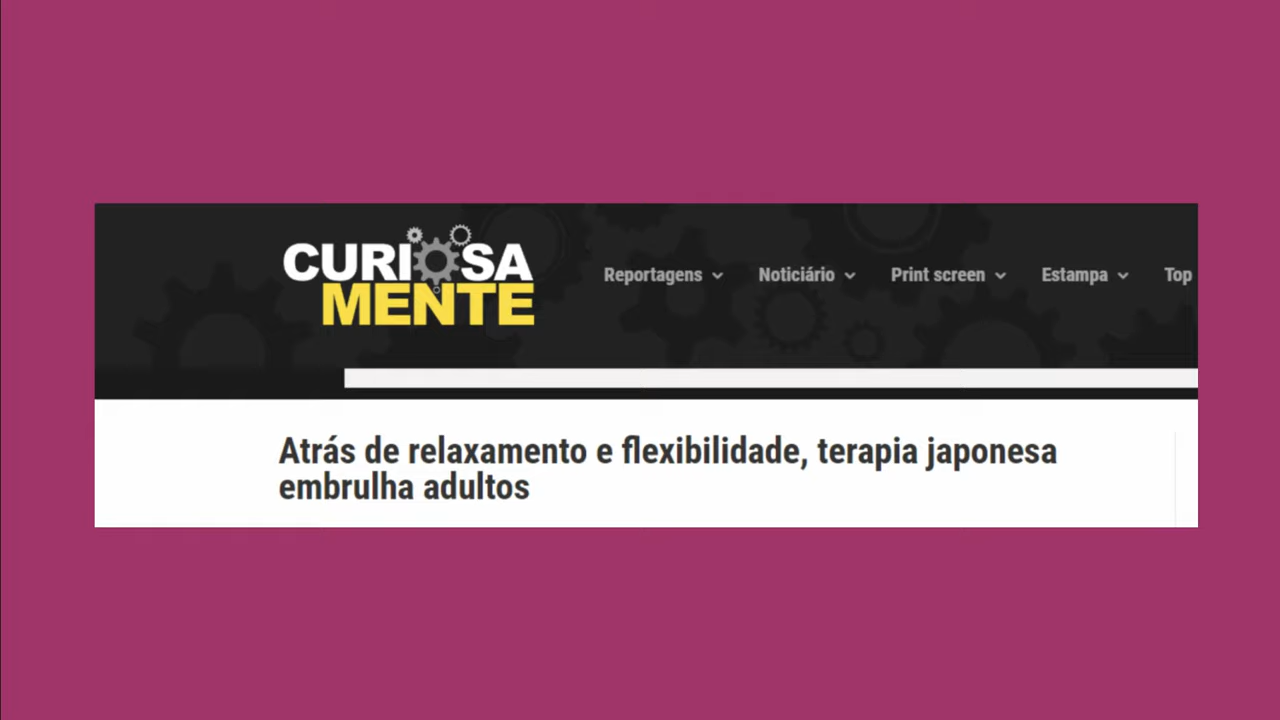 CURIOSA
MENTE
Reportagens
Noticiário
Print screen
Estampa
Top
Atrás de relaxamento e flexibilidade, terapia japonesa
embrulha adultos